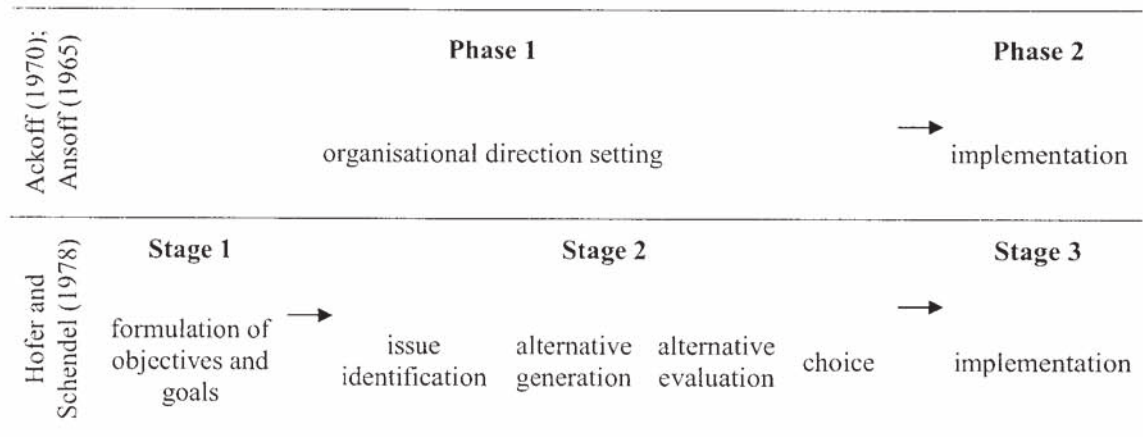 Ackoff (1970);
Ansoff (1965)
Phase 1
Phase 2
organisational direction setting
→
implementation
Hofer and
Schendel (1978)
Stage 1
Stage 2
Stage 3
formulation of
objectives and
goals
→
issue
identification
alternative
generation
alternative
evaluation
choice
→
implementation